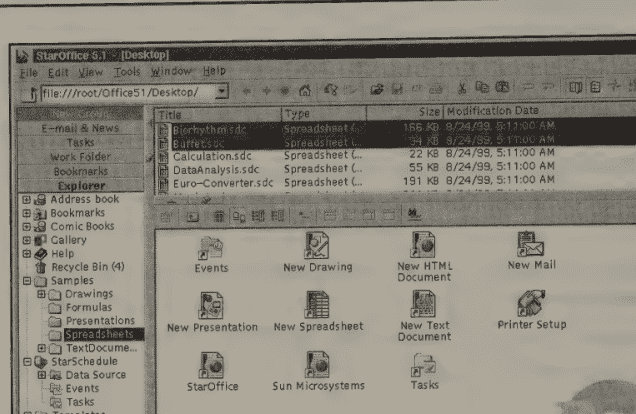 StarOffice 5.1 - [Desktop]
File Edit View Tools Window Help
file:///root/Office51/Desktop/
New Group
E-mail & News
Tasks
Work Folder
Bookmarks
Explorer
Address book
Bookmarks
Comic Books
Gallery
Help
Recycle Bin (4)
Samples
Drawings
Formulas
Presentations
Spreadsheets
TextDocume...
StarSchedule
Data Source
Events
Tasks
Title Type Size Modification Date
Biorhythm.sdc Spreadsheet (... 166 KB 8/24/99, 5:11:00 AM
Buffet.sdc Spreadsheet (... 34 KB 8/24/99, 5:11:00 AM
Calculation.sdc Spreadsheet (... 22 KB 8/24/99, 5:11:00 AM
DataAnalysis.sdc Spreadsheet (... 55 KB 8/24/99, 5:11:00 AM
Euro-Converter.sdc Spreadsheet (... 191 KB 8/24/99, 5:11:00 AM
Events
New Drawing
New HTML
Document
New Mail
New Presentation
New Spreadsheet
New Text
Document
Printer Setup
StarOffice
Sun Microsystems
Tasks